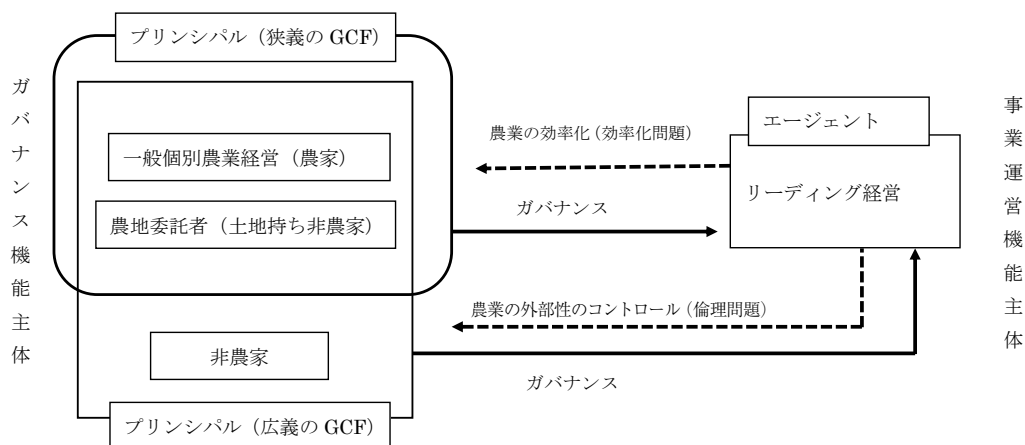 プリンシパル（狭義の GCF）
ガバナンス機能主体
一般個別農業経営（農家）
農地委託者（土地持ち非農家）
非農家
プリンシパル（広義の GCF）
農業の効率化（効率化問題）
ガバナンス
農業の外部性のコントロール（倫理問題）
ガバナンス
エージェント
リーディング経営
事業運営機能主体